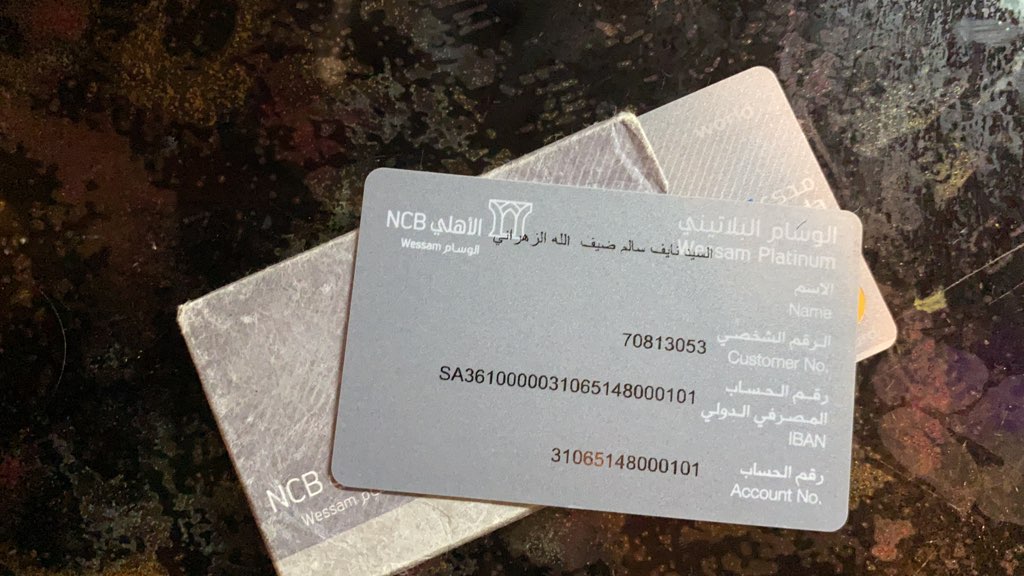 world
مدى
NCB الأهلي
Wessam الوسام
الوسام البلاتيني
Wessam Platinum
السيد نايف سالم ضيف الله الزهراني
الاسم
Name
70813053
الرقم الشخصي
Customer No.
SA3610000031065148000101
رقم الحساب
المصرفي الدولي
IBAN
31065148000101
رقم الحساب
Account No.
NCB
Wessam